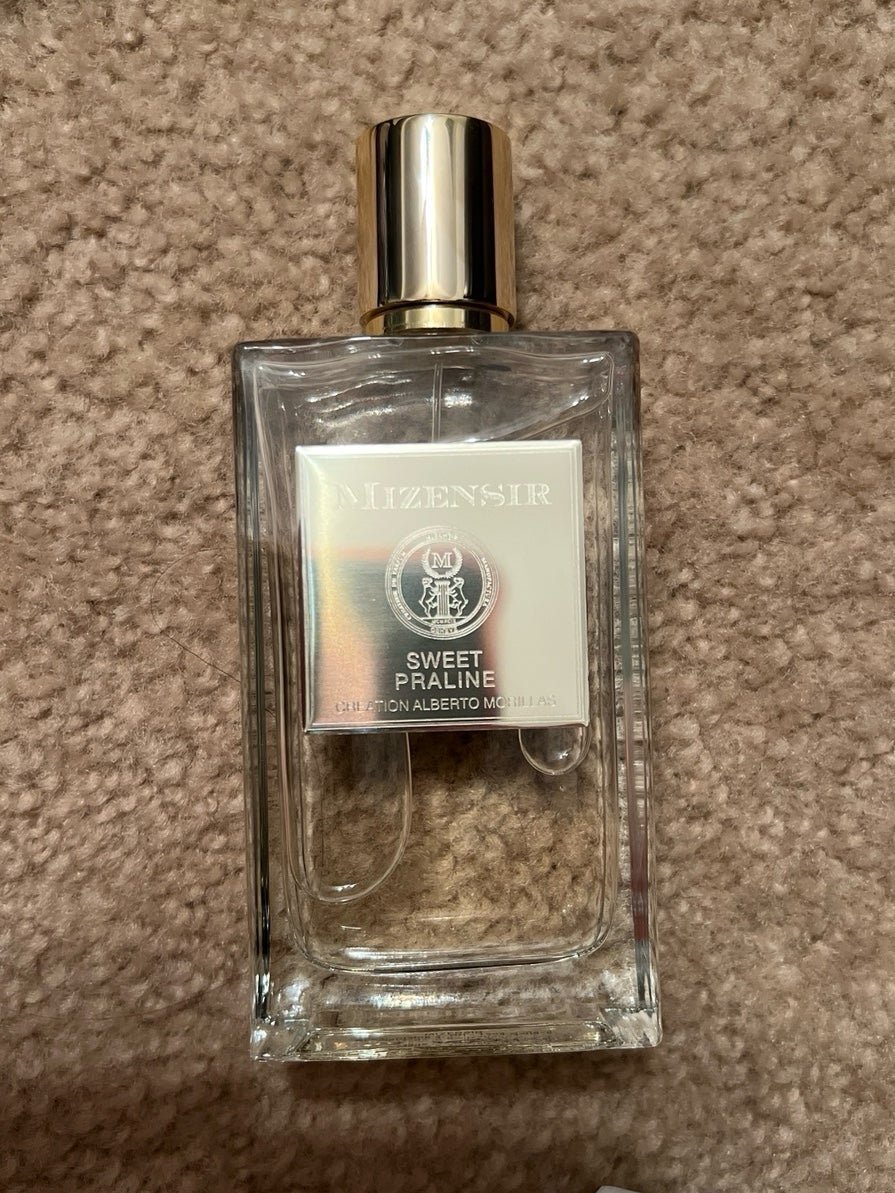 MIZENSIR
M
SWEET
PRALINE
CREATION ALBERTO MORILLAS